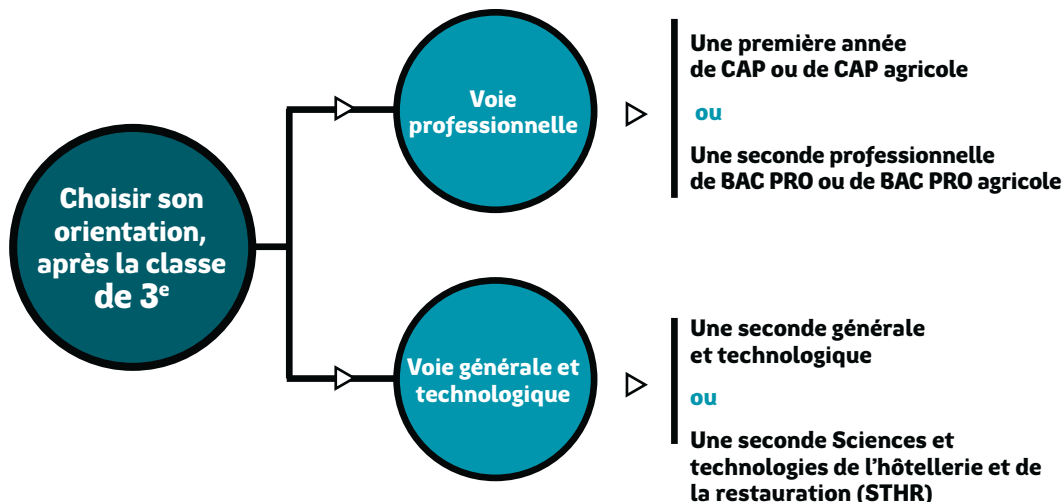 Choisir son
orientation,
après la classe
de 3e
Voie
professionnelle
Une première année
de CAP ou de CAP agricole
ou
Une seconde professionnelle
de BAC PRO ou de BAC PRO agricole
Voie générale et
technologique
Une seconde générale
et technologique
ou
Une seconde Sciences et
technologies de l’hôtellerie et de
la restauration (STHR)